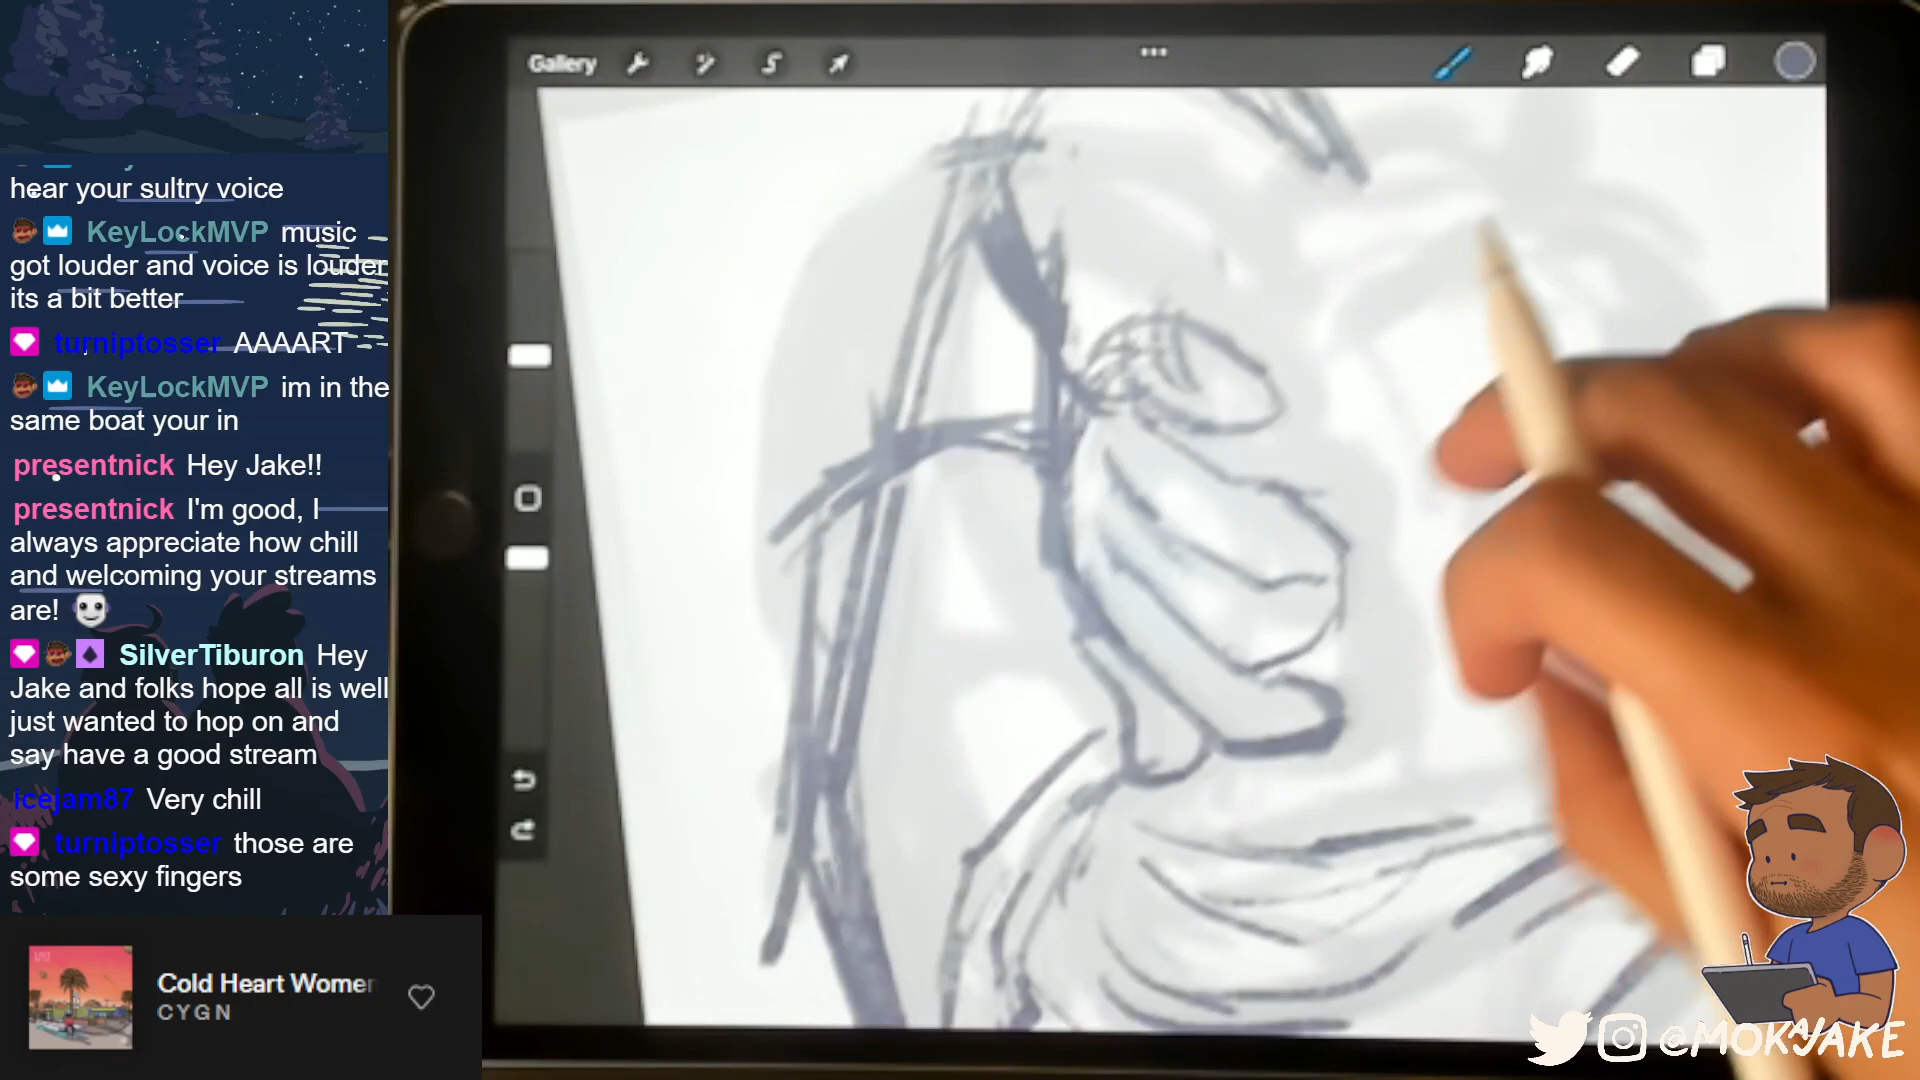 hear your sultry voice
KeyLockMVP music
got louder and voice is louder
its a bit better
turniptosser AAAART
KeyLockMVP im in the
same boat your in
presentnick Hey Jake!!
presentnick I'm good, I
always appreciate how chill
and welcoming your streams
are!
SilverTiburon Hey
Jake and folks hope all is well
just wanted to hop on and
say have a good stream
icejam87 Very chill
turniptosser those are
some sexy fingers
Cold Heart Women
CYGN
Gallery
@MOKAJAKE